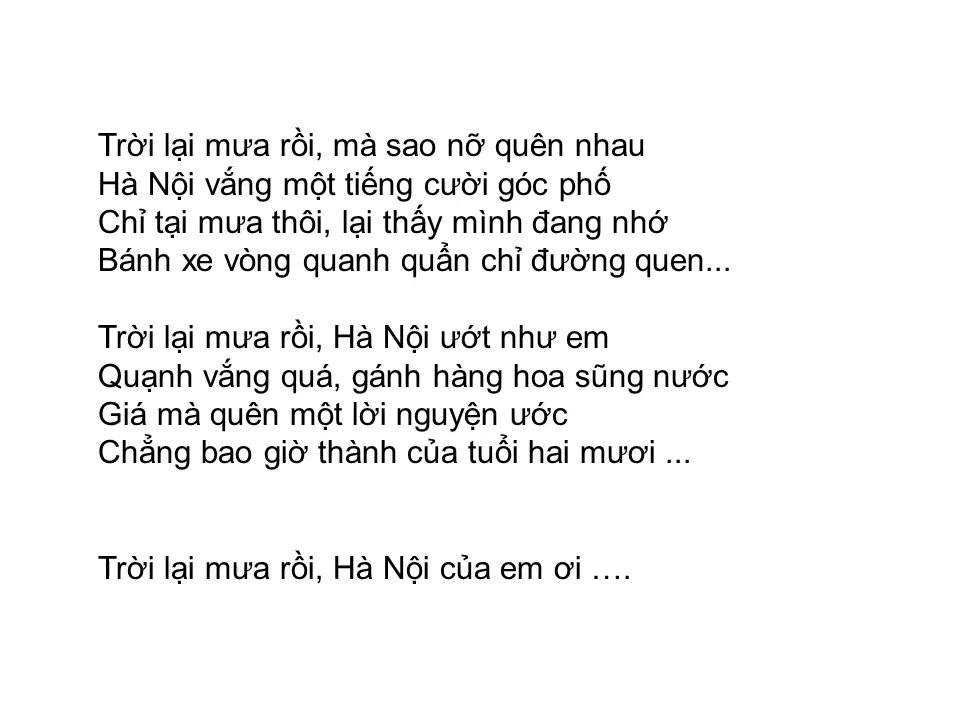 Trời lại mưa rồi, mà sao nỡ quên nhau
Hà Nội vắng một tiếng cười góc phố
Chỉ tại mưa thôi, lại thấy mình đang nhớ
Bánh xe vòng quanh quẩn chỉ đường quen...
Trời lại mưa rồi, Hà Nội ướt như em
Quạnh vắng quá, gánh hàng hoa sũng nước
Giá mà quên một lời nguyện ước
Chẳng bao giờ thành của tuổi hai mươi ...
Trời lại mưa rồi, Hà Nội của em ơi ….